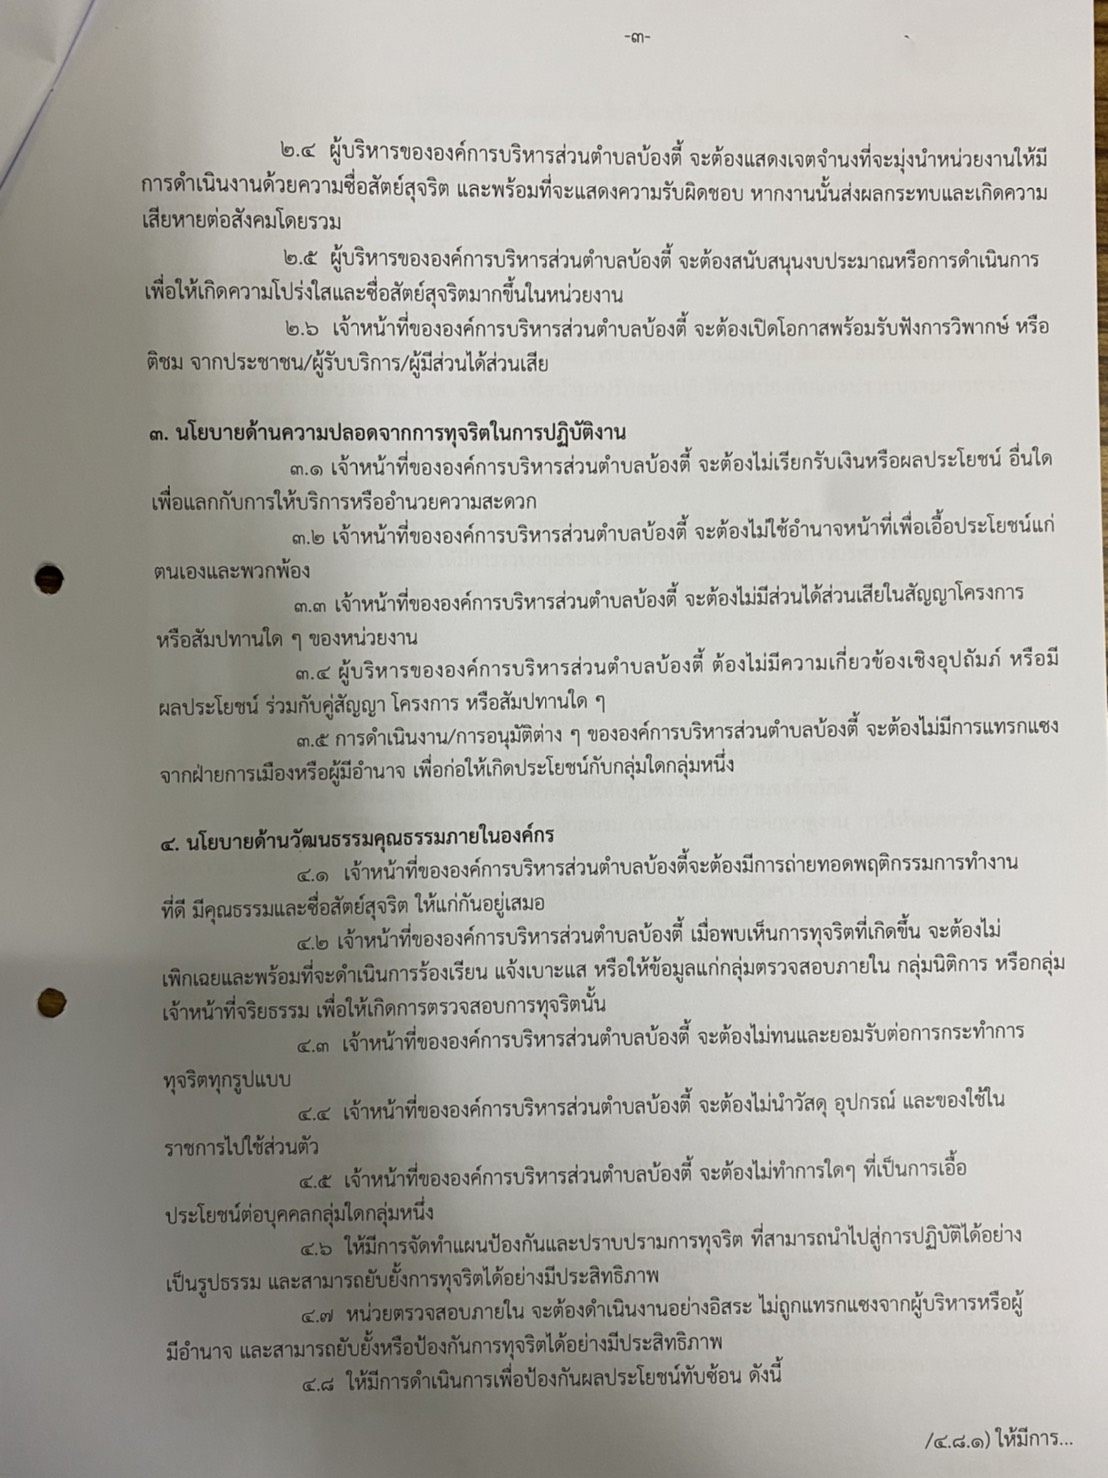 -๓-
๒.๔ ผู้บริหารขององค์การบริหารส่วนตำบลบ้องตี้ จะต้องแสดงเจตจำนงที่จะมุ่งนำหน่วยงานให้มี
การดำเนินงานด้วยความซื่อสัตย์สุจริต และพร้อมที่จะแสดงความรับผิดชอบ หากงานนั้นส่งผลกระทบและเกิดความ
เสียหายต่อสังคมโดยรวม
๒.๕ ผู้บริหารขององค์การบริหารส่วนตำบลบ้องตี้ จะต้องสนับสนุนงบประมาณหรือการดำเนินการ
เพื่อให้เกิดความโปร่งใสและซื่อสัตย์สุจริตมากขึ้นในหน่วยงาน
๒.๖ เจ้าหน้าที่ขององค์การบริหารส่วนตำบลบ้องตี้ จะต้องเปิดโอกาสพร้อมรับฟังการวิพากษ์ หรือ
ติชม จากประชาชน/ผู้รับบริการ/ผู้มีส่วนได้ส่วนเสีย
๓. นโยบายด้านความปลอดจากการทุจริตในการปฏิบัติงาน
๓.๑ เจ้าหน้าที่ขององค์การบริหารส่วนตำบลบ้องตี้ จะต้องไม่เรียกรับเงินหรือผลประโยชน์ อื่นใด
เพื่อแลกกับการให้บริการหรืออำนวยความสะดวก
๓.๒ เจ้าหน้าที่ขององค์การบริหารส่วนตำบลบ้องตี้ จะต้องไม่ใช้อำนาจหน้าที่เพื่อเอื้อประโยชน์แก่
ตนเองและพวกพ้อง
๓.๓ เจ้าหน้าที่ขององค์การบริหารส่วนตำบลบ้องตี้ จะต้องไม่มีส่วนได้ส่วนเสียในสัญญาโครงการ
หรือสัมปทานใด ๆ ของหน่วยงาน
๓.๔ ผู้บริหารขององค์การบริหารส่วนตำบลบ้องตี้ ต้องไม่มีความเกี่ยวข้องเชิงอุปถัมภ์ หรือมี
ผลประโยชน์ ร่วมกับคู่สัญญา โครงการ หรือสัมปทานใด ๆ
๓.๕ การดำเนินงาน/การอนุมัติต่าง ๆ ขององค์การบริหารส่วนตำบลบ้องตี้ จะต้องไม่มีการแทรกแซง
จากฝ่ายการเมืองหรือผู้มีอำนาจ เพื่อก่อให้เกิดประโยชน์กับกลุ่มใดกลุ่มหนึ่ง
๔. นโยบายด้านวัฒนธรรมคุณธรรมภายในองค์กร
๔.๑ เจ้าหน้าที่ขององค์การบริหารส่วนตำบลบ้องตี้จะต้องมีการถ่ายทอดพฤติกรรมการทำงาน
ที่ดี มีคุณธรรมและซื่อสัตย์สุจริต ให้แก่กันอยู่เสมอ
๔.๒ เจ้าหน้าที่ขององค์การบริหารส่วนตำบลบ้องตี้ เมื่อพบเห็นการทุจริตที่เกิดขึ้น จะต้องไม่
เพิกเฉยและพร้อมที่จะดำเนินการร้องเรียน แจ้งเบาะแส หรือให้ข้อมูลแก่กลุ่มตรวจสอบภายใน กลุ่มนิติการ หรือกลุ่ม
เจ้าหน้าที่จริยธรรม เพื่อให้เกิดการตรวจสอบการทุจริตนั้น
๔.๓ เจ้าหน้าที่ขององค์การบริหารส่วนตำบลบ้องตี้ จะต้องไม่ทนและยอมรับต่อการกระทำการ
ทุจริตทุกรูปแบบ
๔.๔ เจ้าหน้าที่ขององค์การบริหารส่วนตำบลบ้องตี้ จะต้องไม่นำวัสดุ อุปกรณ์ และของใช้ใน
ราชการไปใช้ส่วนตัว
๔.๕ เจ้าหน้าที่ขององค์การบริหารส่วนตำบลบ้องตี้ จะต้องไม่ทำการใดๆ ที่เป็นการเอื้อ
ประโยชน์ต่อบุคคลกลุ่มใดกลุ่มหนึ่ง
๔.๖ ให้มีการจัดทำแผนป้องกันและปราบปรามการทุจริต ที่สามารถนำไปสู่การปฏิบัติได้อย่าง
เป็นรูปธรรม และสามารถยับยั้งการทุจริตได้อย่างมีประสิทธิภาพ
๔.๗ หน่วยตรวจสอบภายใน จะต้องดำเนินงานอย่างอิสระ ไม่ถูกแทรกแซงจากผู้บริหารหรือผู้
มีอำนาจ และสามารถยับยั้งหรือป้องกันการทุจริตได้อย่างมีประสิทธิภาพ
๔.๘ ให้มีการดำเนินการเพื่อป้องกันผลประโยชน์ทับซ้อน ดังนี้
/๔.๘.๑) ให้มีการ...